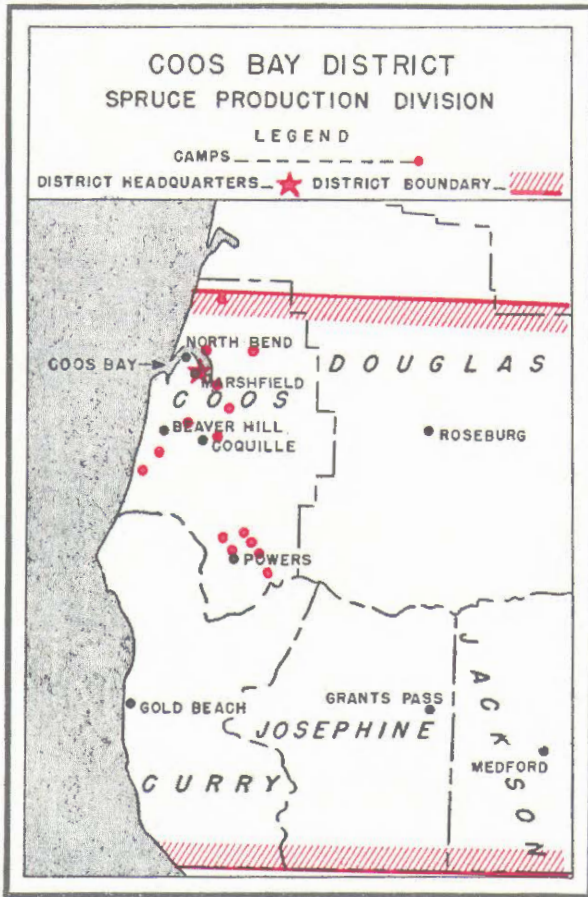 COOS BAY DISTRICT
SPRUCE PRODUCTION DIVISION
LEGEND
CAMPS
DISTRICT HEADQUARTERS DISTRICT BOUNDARY
NORTH BEND
COOS BAY
DOUGLAS
MARSHFIELD
COOS
BEAVER HILL
COQUILLE
ROSEBURG
POWERS
GOLD BEACH
GRANTS PASS
JOSEPHINE
JACKSON
MEDFORD
CURRY